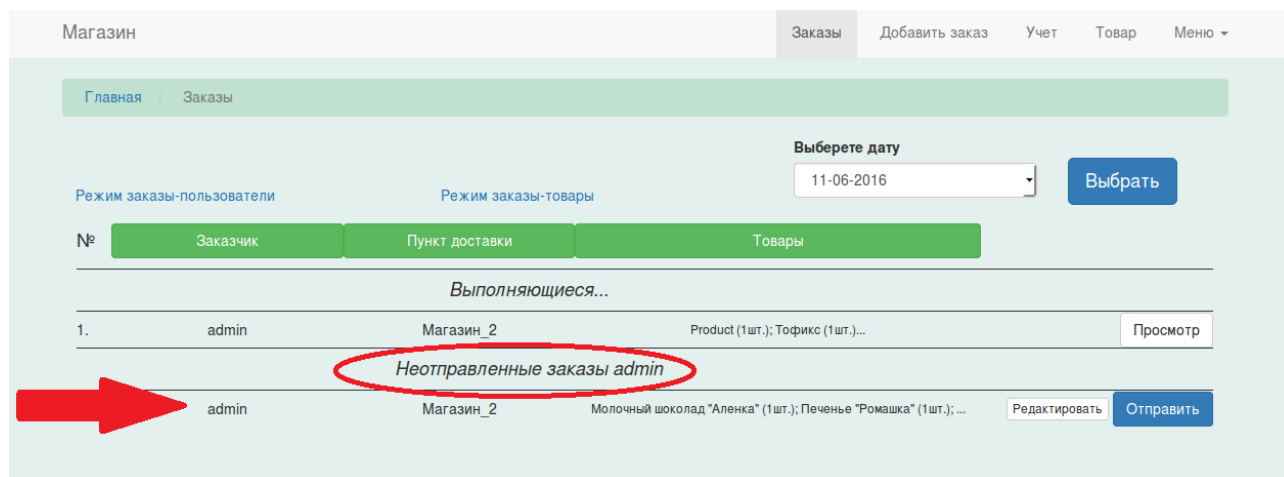 Магазин Заказы Добавить заказ Учет Товар Меню
Главная / Заказы
Выберете дату
11-06-2016 Выбрать
Режим заказы-пользователи Режим заказы-товары
№ Заказчик Пункт доставки Товары
Выполняющиеся...
1. admin Магазин_2 Product (1шт.); Тофикс (1шт.)... Просмотр
Неотправленные заказы admin
admin Магазин_2 Молочный шоколад "Аленка" (1шт.); Печенье "Ромашка" (1шт.); ... Редактировать Отправить